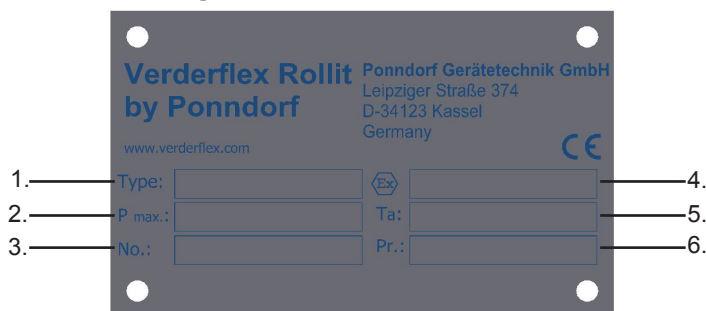 Verderflex Rollit
by Ponndorf
www.verderflex.com
Ponndorf Gerätetechnik GmbH
Leipziger Straße 374
D-34123 Kassel
Germany
CE
1. Type: Ex 4.
2. P max.: Ta: 5.
3. No.: Pr.: 6.